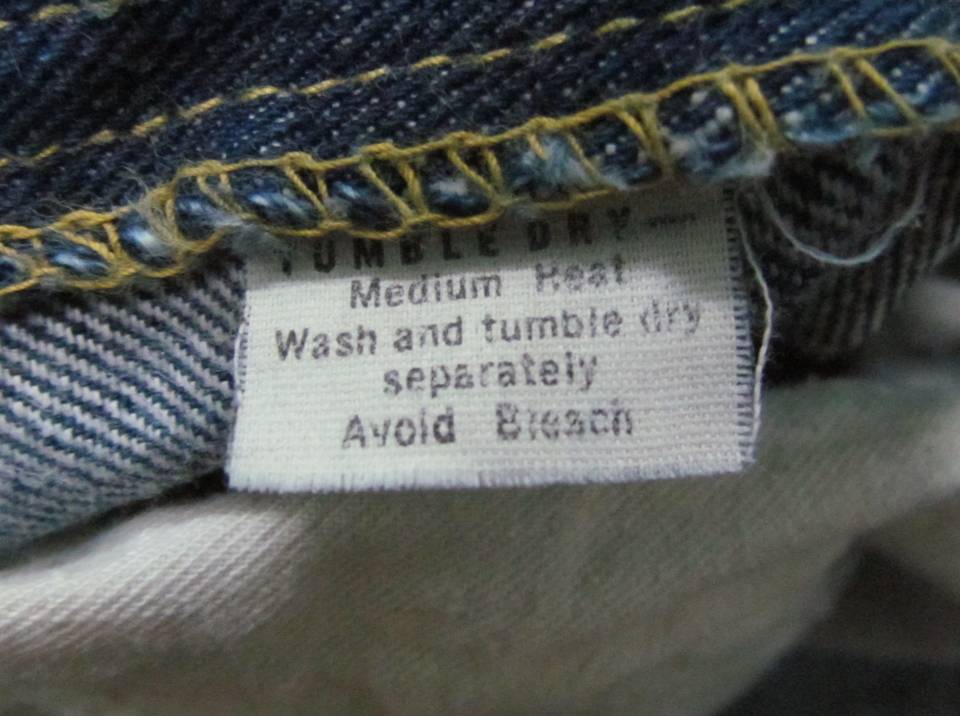 TUMBLE DRY
Medium Heat
Wash and tumble dry
separately
Avoid Bleach